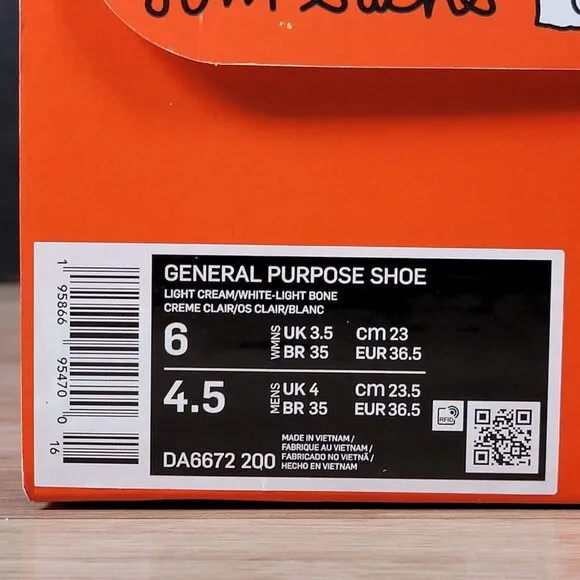 Tom Sachs
GENERAL PURPOSE SHOE
LIGHT CREAM/WHITE-LIGHT BONE
CREME CLAIR/OS CLAIR/BLANC
6 WMNS UK 3.5 cm 23
BR 35 EUR 36.5
4.5 MENS UK 4 cm 23.5
BR 35 EUR 36.5
RFID
DA6672 200
MADE IN VIETNAM /
FABRIQUE AU VIETNAM /
FABRICADO NO VIETNÃ /
HECHO EN VIETNAM
1 95866 95470 0 16